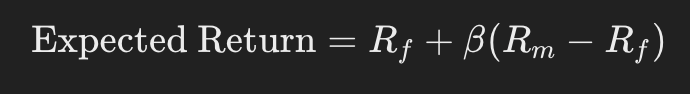 Expected Return = R_f + β(R_m − R_f)